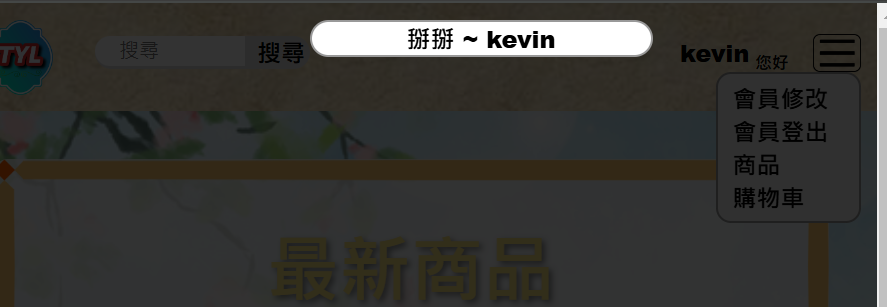 TYL
搜尋
搜尋
掰掰 ~ kevin
kevin 您好
會員修改
會員登出
商品
購物車
最新商品